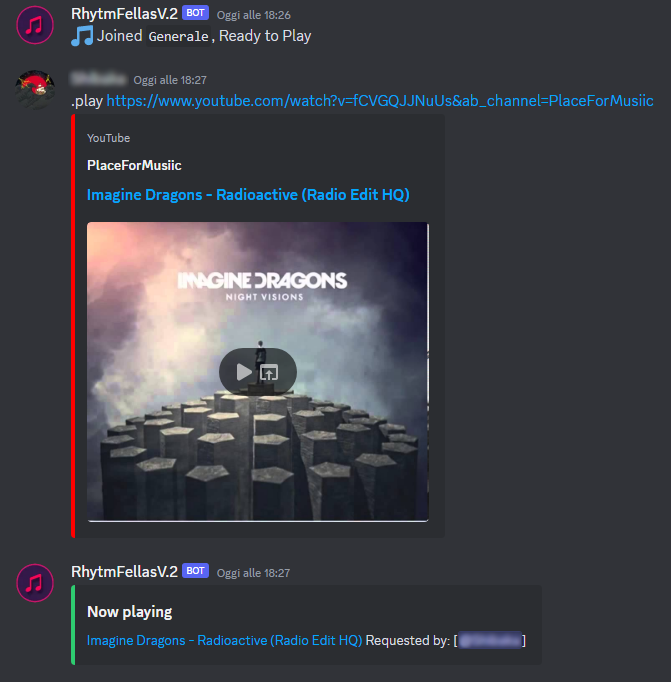 RhytmFellasV.2 BOT Oggi alle 18:26
Joined Generale, Ready to Play
Oggi alle 18:27
.play https://www.youtube.com/watch?v=fCVGQJJNuUs&ab_channel=PlaceForMusiic
YouTube
PlaceForMusiic
Imagine Dragons - Radioactive (Radio Edit HQ)
IMAGINE DRAGONS
NIGHT VISIONS
RhytmFellasV.2 BOT Oggi alle 18:27
Now playing
Imagine Dragons - Radioactive (Radio Edit HQ) Requested by: [ ]